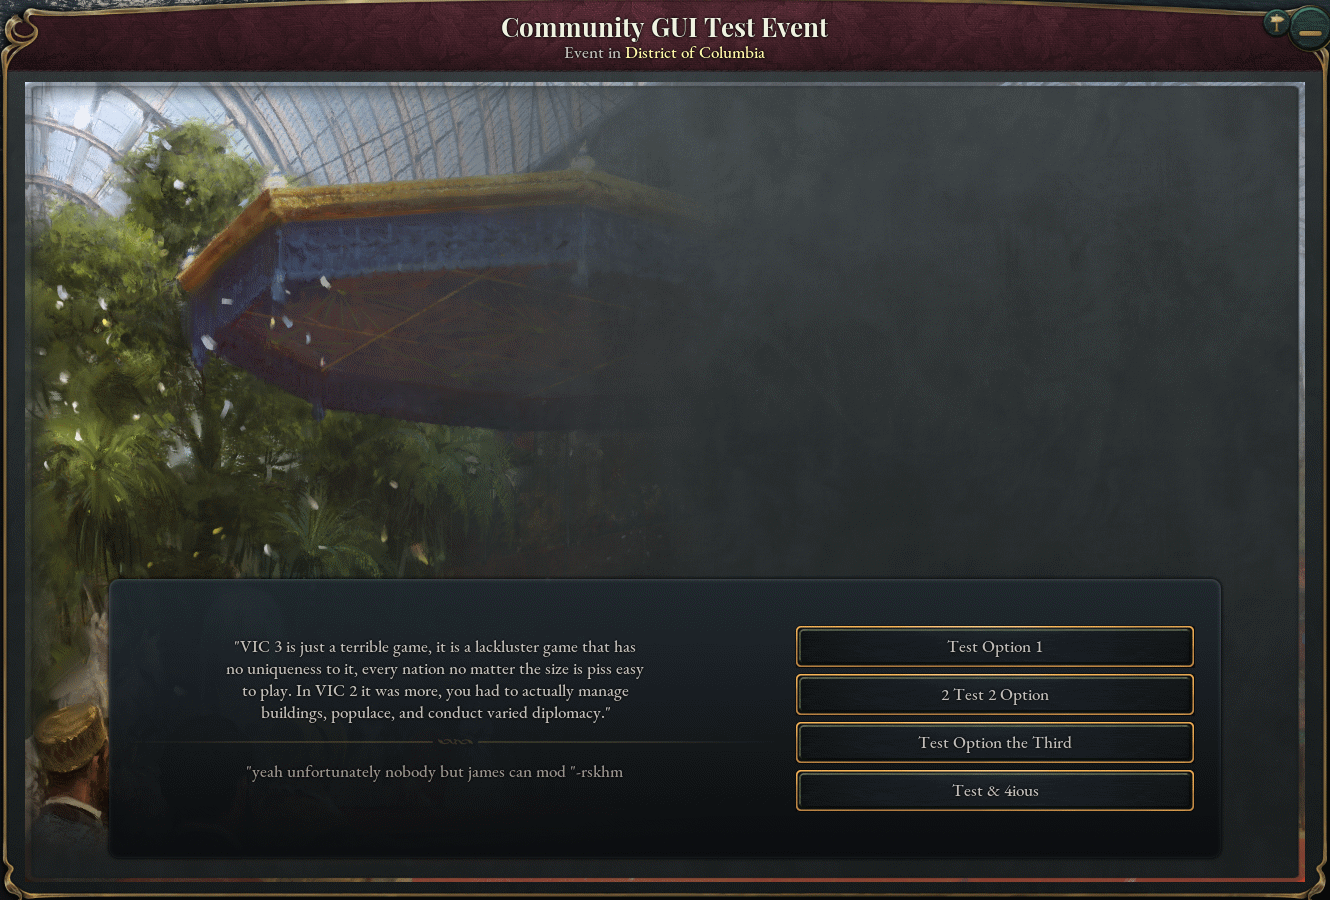 Community GUI Test Event
Event in District of Columbia
"VIC 3 is just a terrible game, it is a lackluster game that has
no uniqueness to it, every nation no matter the size is piss easy
to play. In VIC 2 it was more, you had to actually manage
buildings, populace, and conduct varied diplomacy."
"yeah unfortunately nobody but james can mod "-rskhm
Test Option 1
2 Test 2 Option
Test Option the Third
Test & 4ious